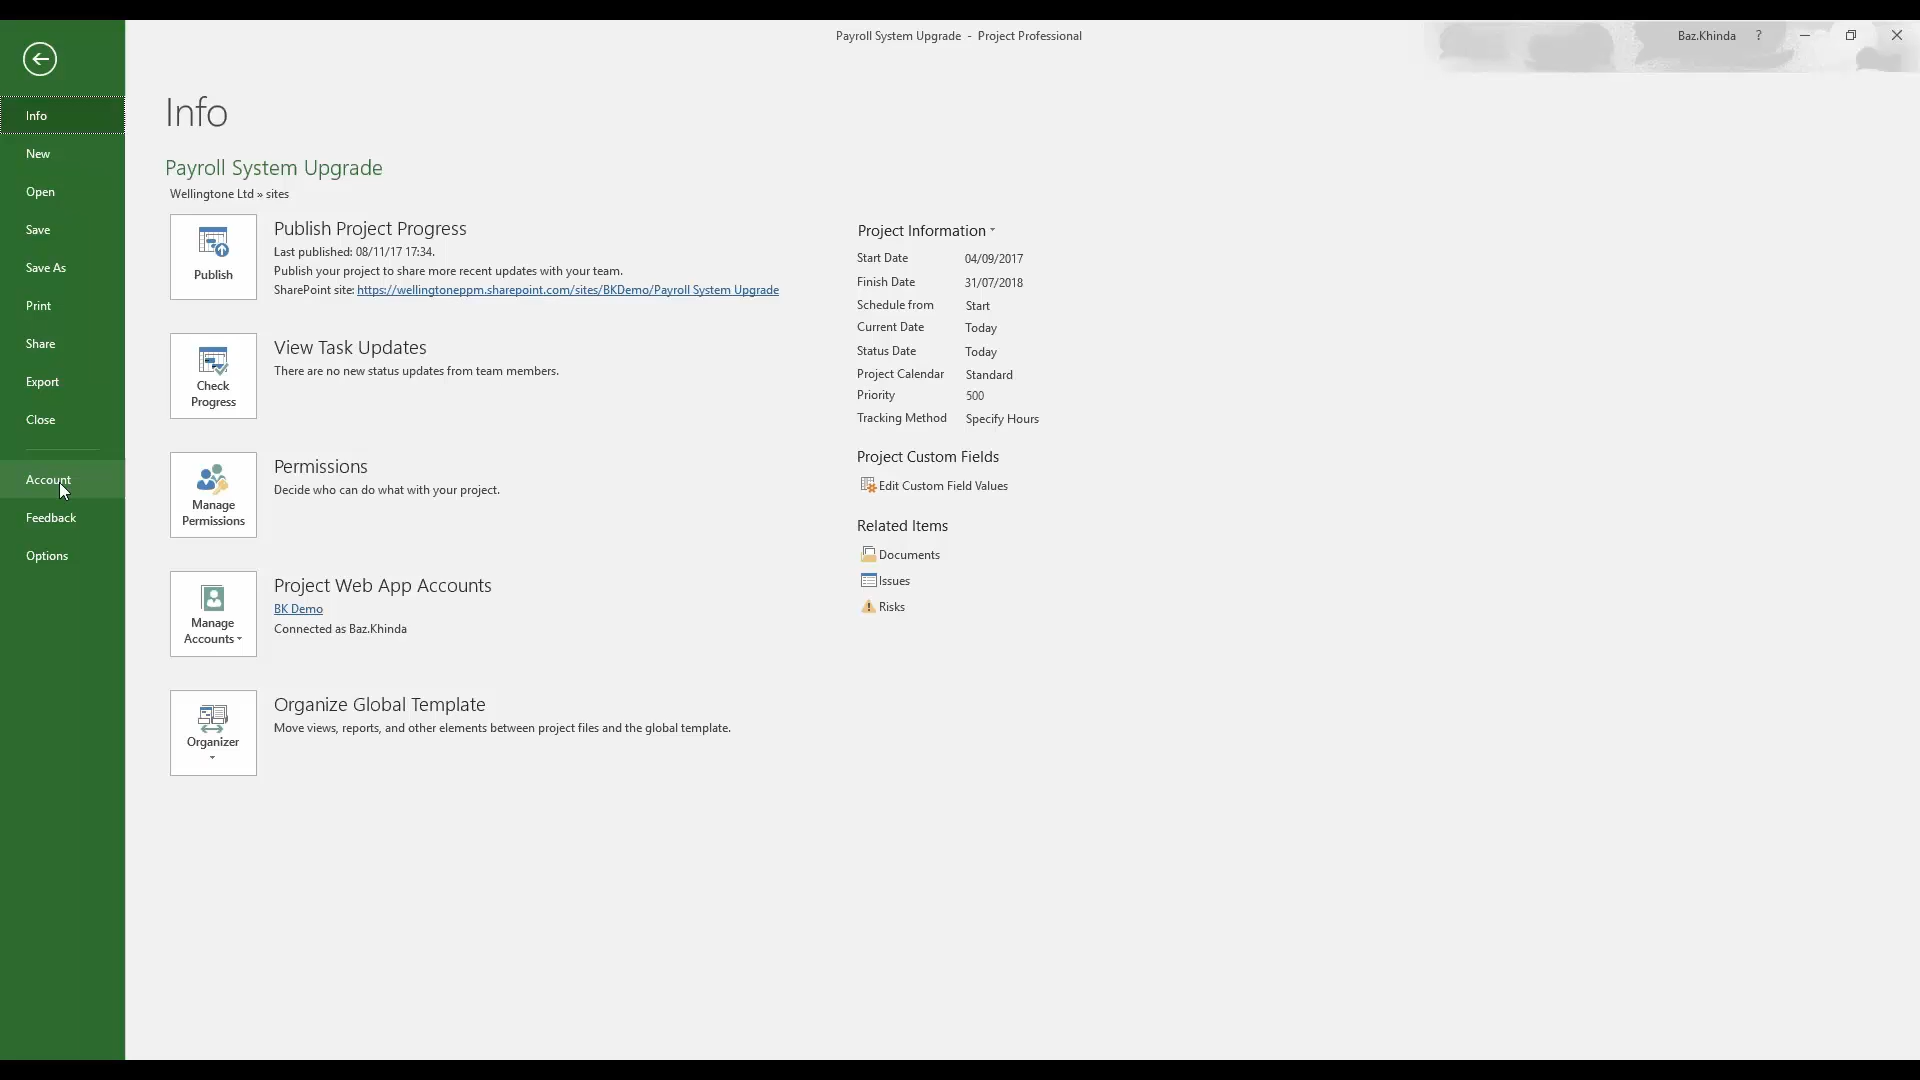 Payroll System Upgrade - Project Professional
Baz.Khinda ?
Info
New
Open
Save
Save As
Print
Share
Export
Close
Account
Feedback
Options
Info
Payroll System Upgrade
Wellingtone Ltd » sites
Publish
Publish Project Progress
Last published: 08/11/17 17:34.
Publish your project to share more recent updates with your team.
SharePoint site: https://wellingtoneppm.sharepoint.com/sites/BKDemo/Payroll System Upgrade
Check
Progress
View Task Updates
There are no new status updates from team members.
Manage
Permissions
Permissions
Decide who can do what with your project.
Manage
Accounts
Project Web App Accounts
BK Demo
Connected as Baz.Khinda
Organizer
Organize Global Template
Move views, reports, and other elements between project files and the global template.
Project Information
Start Date 04/09/2017
Finish Date 31/07/2018
Schedule from Start
Current Date Today
Status Date Today
Project Calendar Standard
Priority 500
Tracking Method Specify Hours
Project Custom Fields
Edit Custom Field Values
Related Items
Documents
Issues
Risks